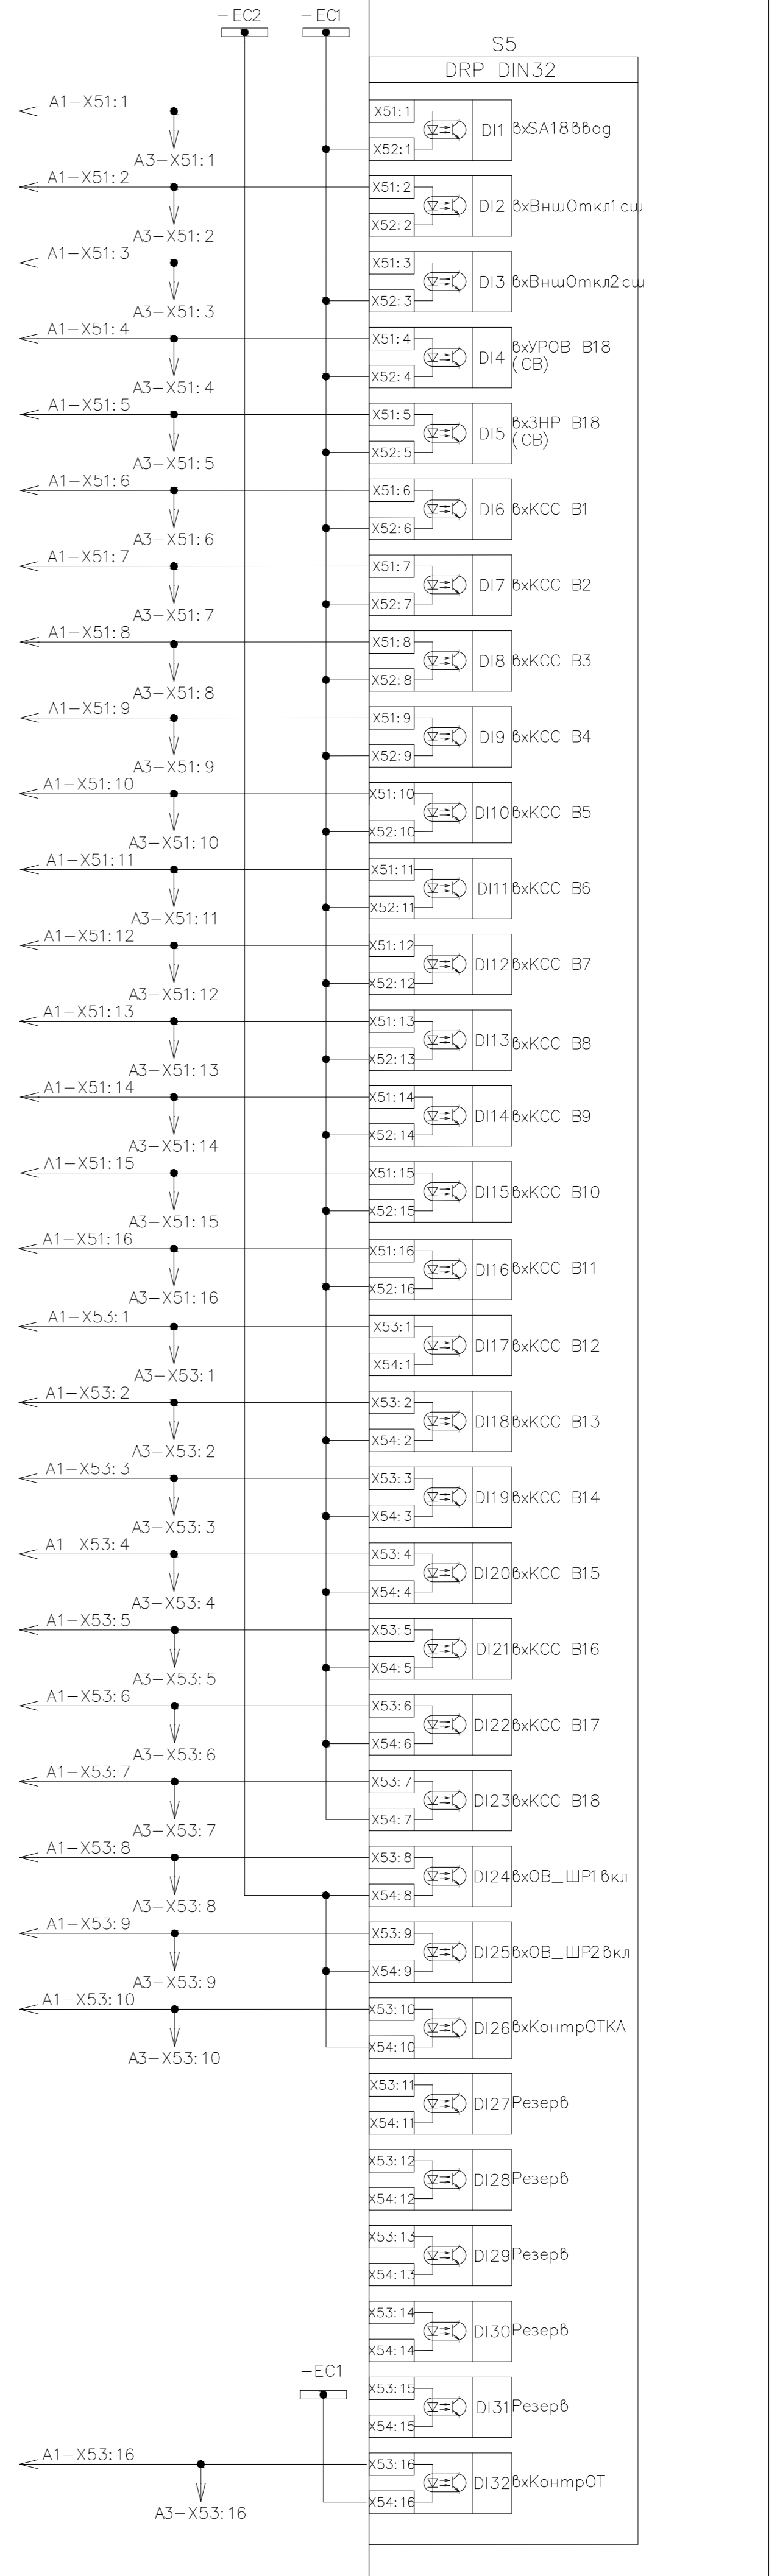 -EC2
-EC1
S5
DRP DIN32
A1-X51:1
X51:1
A3-X51:1
X52:1
DI1
вхSA18ввод
A1-X51:2
X51:2
A3-X51:2
X52:2
DI2
вхВншОткл1сш
A1-X51:3
X51:3
A3-X51:3
X52:3
DI3
вхВншОткл2сш
A1-X51:4
X51:4
A3-X51:4
X52:4
DI4
вхУРОВ В18
(СВ)
A1-X51:5
X51:5
A3-X51:5
X52:5
DI5
вхЗНР В18
(СВ)
A1-X51:6
X51:6
A3-X51:6
X52:6
DI6
вхКСС В1
A1-X51:7
X51:7
A3-X51:7
X52:7
DI7
вхКСС В2
A1-X51:8
X51:8
A3-X51:8
X52:8
DI8
вхКСС В3
A1-X51:9
X51:9
A3-X51:9
X52:9
DI9
вхКСС В4
A1-X51:10
X51:10
A3-X51:10
X52:10
DI10
вхКСС В5
A1-X51:11
X51:11
A3-X51:11
X52:11
DI11
вхКСС В6
A1-X51:12
X51:12
A3-X51:12
X52:12
DI12
вхКСС В7
A1-X51:13
X51:13
A3-X51:13
X52:13
DI13
вхКСС В8
A1-X51:14
X51:14
A3-X51:14
X52:14
DI14
вхКСС В9
A1-X51:15
X51:15
A3-X51:15
X52:15
DI15
вхКСС В10
A1-X51:16
X51:16
A3-X51:16
X52:16
DI16
вхКСС В11
A1-X53:1
X53:1
A3-X53:1
X54:1
DI17
вхКСС В12
A1-X53:2
X53:2
A3-X53:2
X54:2
DI18
вхКСС В13
A1-X53:3
X53:3
A3-X53:3
X54:3
DI19
вхКСС В14
A1-X53:4
X53:4
A3-X53:4
X54:4
DI20
вхКСС В15
A1-X53:5
X53:5
A3-X53:5
X54:5
DI21
вхКСС В16
A1-X53:6
X53:6
A3-X53:6
X54:6
DI22
вхКСС В17
A1-X53:7
X53:7
A3-X53:7
X54:7
DI23
вхКСС В18
A1-X53:8
X53:8
A3-X53:8
X54:8
DI24
вхОВ_ШР1вкл
A1-X53:9
X53:9
A3-X53:9
X54:9
DI25
вхОВ_ШР2вкл
A1-X53:10
X53:10
A3-X53:10
X54:10
DI26
вхКонтрОТКА
X53:11
X54:11
DI27
Резерв
X53:12
X54:12
DI28
Резерв
X53:13
X54:13
DI29
Резерв
X53:14
X54:14
DI30
Резерв
-EC1
X53:15
X54:15
DI31
Резерв
A1-X53:16
X53:16
A3-X53:16
X54:16
DI32
вхКонтрОТ